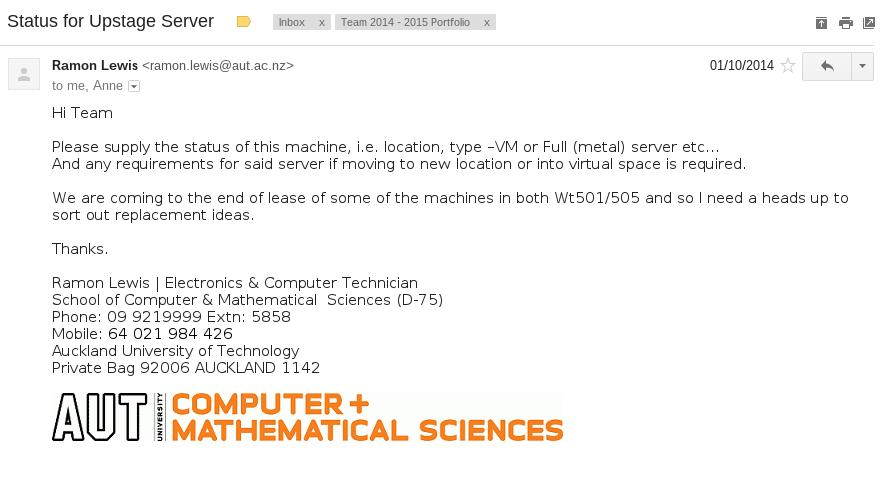 Status for Upstage Server
Inbox x
Team 2014 - 2015 Portfolio x
Ramon Lewis <ramon.lewis@aut.ac.nz>
01/10/2014
to me, Anne
Hi Team
Please supply the status of this machine, i.e. location, type –VM or Full (metal) server etc...
And any requirements for said server if moving to new location or into virtual space is required.
We are coming to the end of lease of some of the machines in both Wt501/505 and so I need a heads up to
sort out replacement ideas.
Thanks.
Ramon Lewis | Electronics & Computer Technician
School of Computer & Mathematical  Sciences (D-75)
Phone: 09 9219999 Extn: 5858
Mobile: 64 021 984 426
Auckland University of Technology
Private Bag 92006 AUCKLAND 1142
AUT UNIVERSITY COMPUTER +
MATHEMATICAL SCIENCES